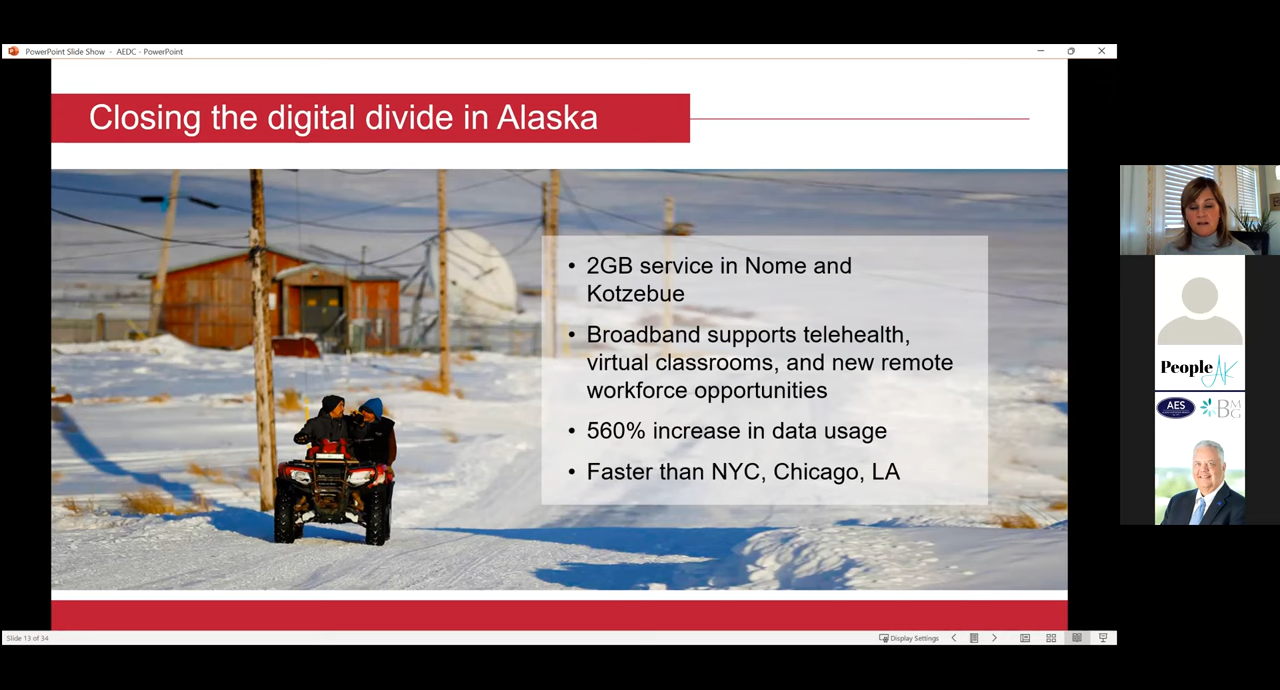 PowerPoint Slide Show - AEDC - PowerPoint
Closing the digital divide in Alaska
• 2GB service in Nome and
Kotzebue
• Broadband supports telehealth,
virtual classrooms, and new remote
workforce opportunities
• 560% increase in data usage
• Faster than NYC, Chicago, LA
People AK
AES
BMG
Slide 13 of 34
Display Settings